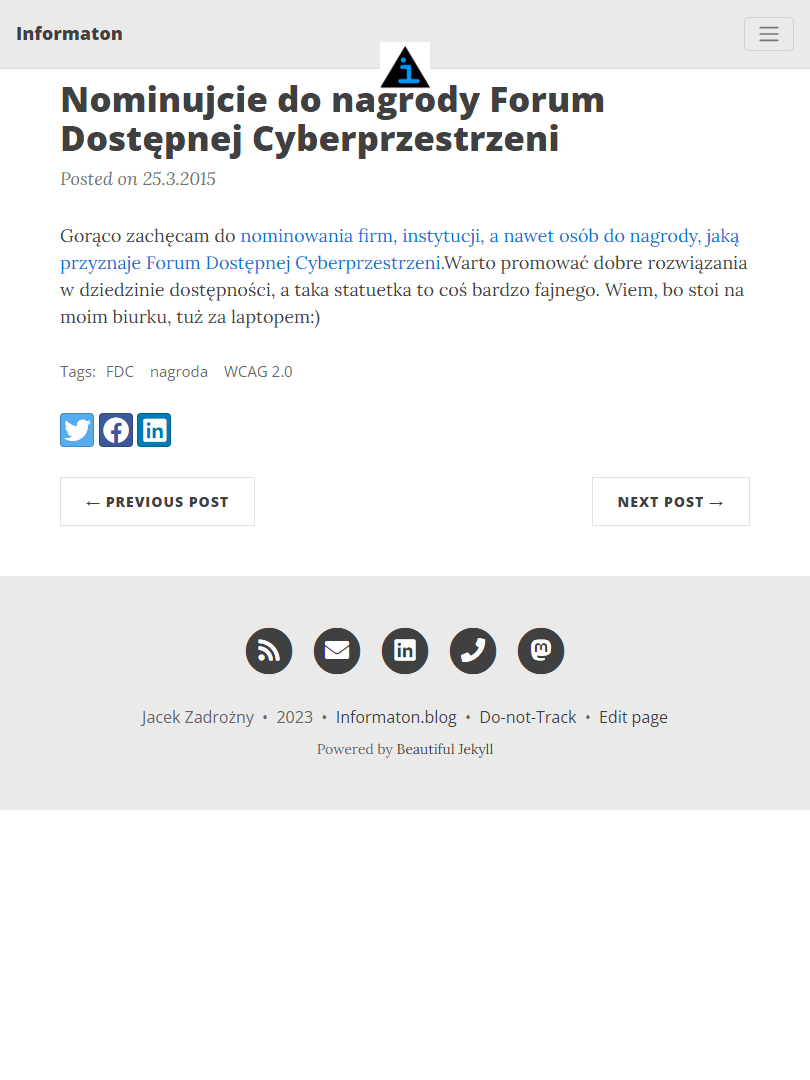 Informaton
Nominujcie do nagrody Forum
Dostępnej Cyberprzestrzeni
Posted on 25.3.2015
Gorąco zachęcam do nominowania firm, instytucji, a nawet osób do nagrody, jaką
przyznaje Forum Dostępnej Cyberprzestrzeni.Warto promować dobre rozwiązania
w dziedzinie dostępności, a taka statuetka to coś bardzo fajnego. Wiem, bo stoi na
moim biurku, tuż za laptopem:)
Tags: FDC nagroda WCAG 2.0
← PREVIOUS POST
NEXT POST →
Jacek Zadrożny • 2023 • Informaton.blog • Do-not-Track • Edit page
Powered by Beautiful Jekyll